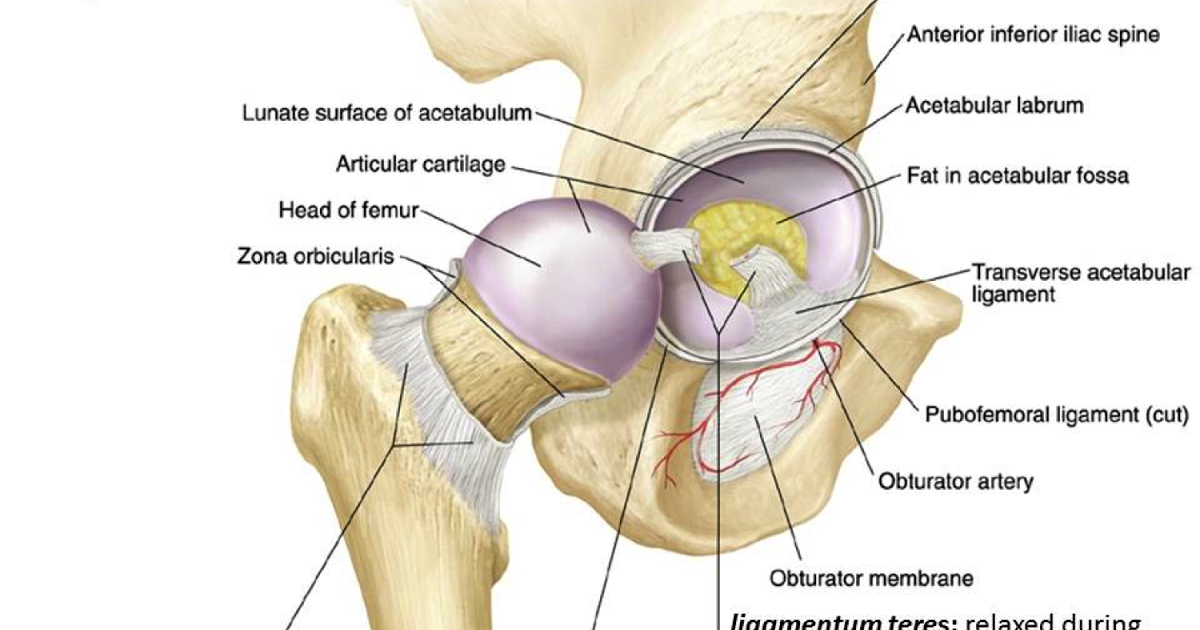 Anterior inferior iliac spine
Lunate surface of acetabulum
Acetabular labrum
Articular cartilage
Fat in acetabular fossa
Head of femur
Zona orbicularis
Transverse acetabular
ligament
Pubofemoral ligament (cut)
Obturator artery
Obturator membrane
ligamentum teres: relaxed during